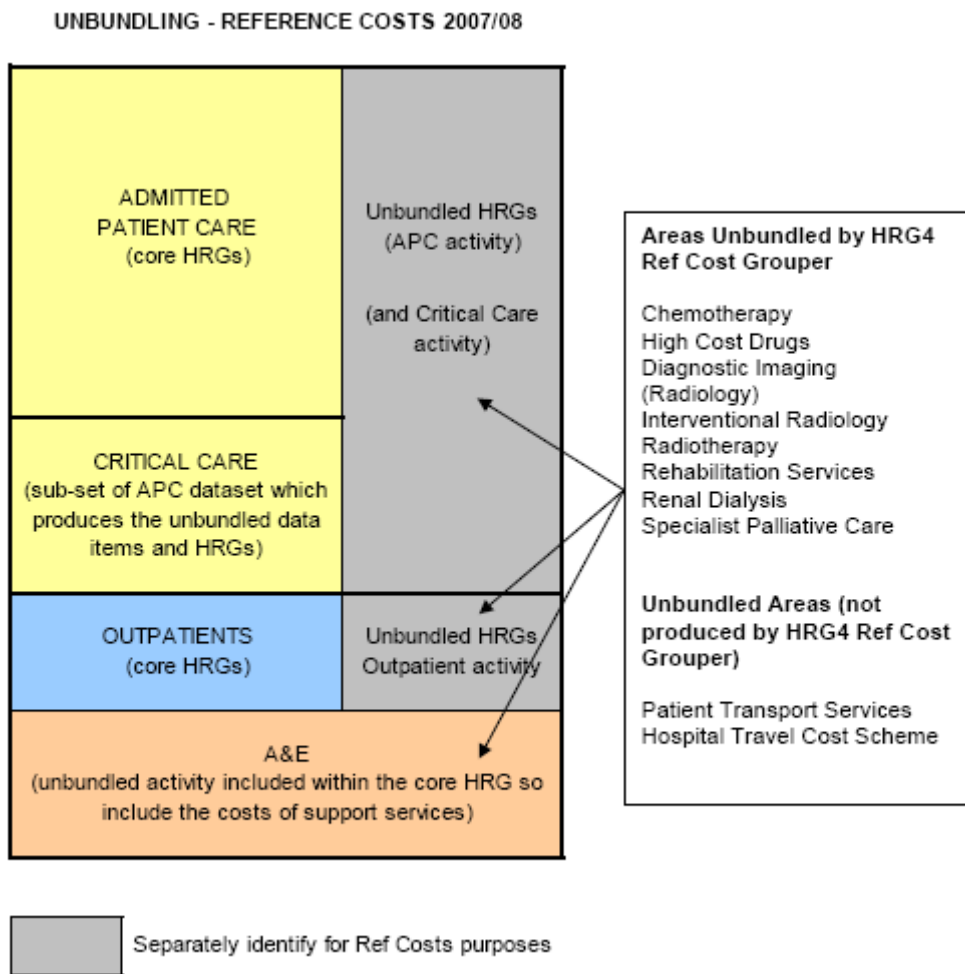 UNBUNDLING - REFERENCE COSTS 2007/08
ADMITTED
PATIENT CARE
(core HRGs)
Unbundled HRGs
(APC activity)
(and Critical Care
activity)
CRITICAL CARE
(sub-set of APC dataset which
produces the unbundled data
items and HRGs)
OUTPATIENTS
(core HRGs)
Unbundled HRGs
Outpatient activity
A&E
(unbundled activity included within the core HRG so
include the costs of support services)
Areas Unbundled by HRG4
Ref Cost Grouper
Chemotherapy
High Cost Drugs
Diagnostic Imaging
(Radiology)
Interventional Radiology
Radiotherapy
Rehabilitation Services
Renal Dialysis
Specialist Palliative Care
Unbundled Areas (not
produced by HRG4 Ref Cost
Grouper)
Patient Transport Services
Hospital Travel Cost Scheme
Separately identify for Ref Costs purposes